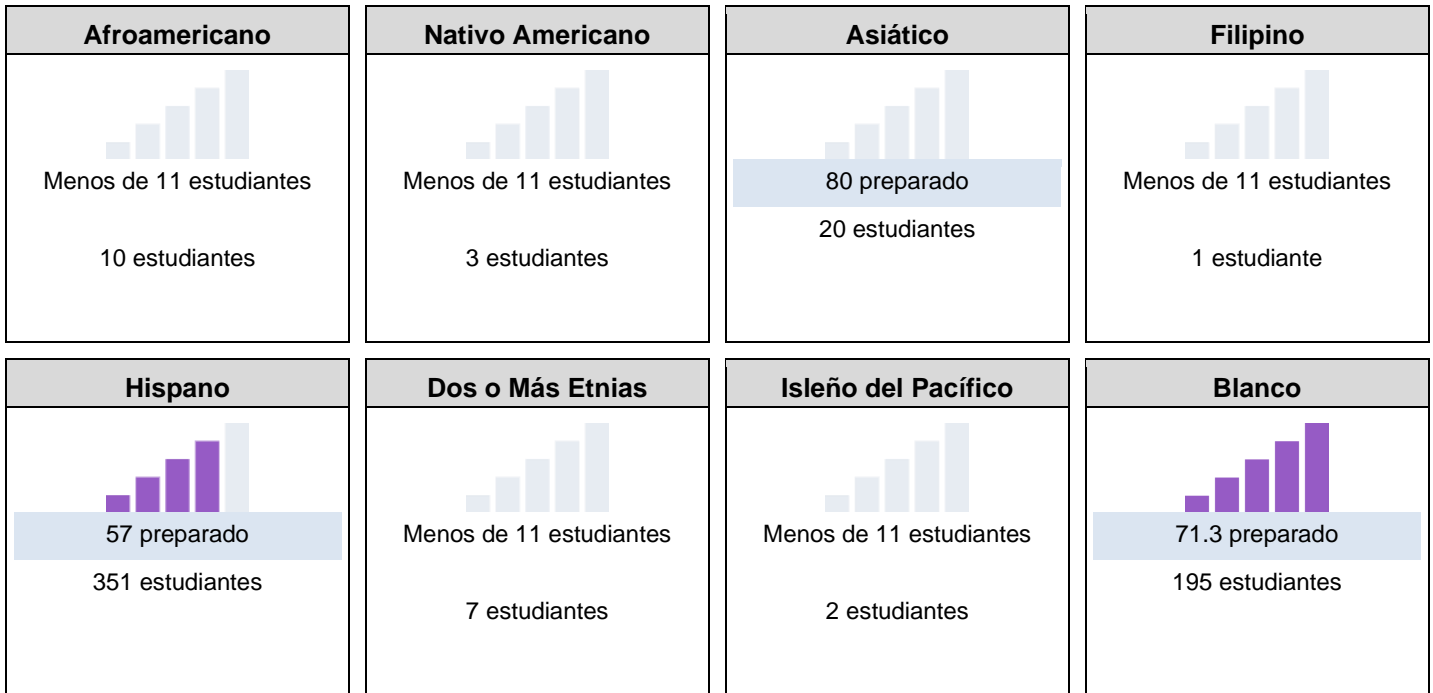 Afroamericano
Menos de 11 estudiantes
10 estudiantes
Nativo Americano
Menos de 11 estudiantes
3 estudiantes
Asiático
80 preparado
20 estudiantes
Filipino
Menos de 11 estudiantes
1 estudiante
Hispano
57 preparado
351 estudiantes
Dos o Más Etnias
Menos de 11 estudiantes
7 estudiantes
Isleño del Pacífico
Menos de 11 estudiantes
2 estudiantes
Blanco
71.3 preparado
195 estudiantes